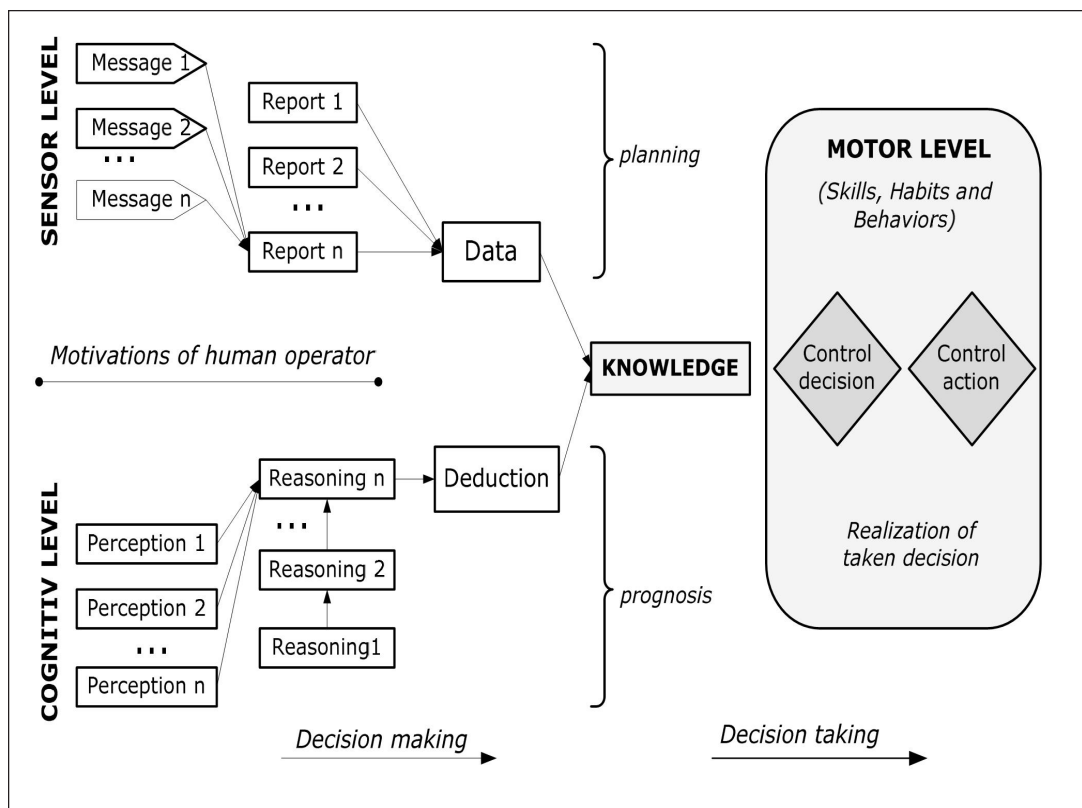 SENSOR LEVEL
Message 1
Message 2
...
Message n
Report 1
Report 2
...
Report n
Data
planning
Motivations of human operator
KNOWLEDGE
MOTOR LEVEL
(Skills, Habits and
Behaviors)
Control
decision
Control
action
Realization of
taken decision
COGNITIV LEVEL
Perception 1
Perception 2
...
Perception n
Reasoning n
...
Reasoning 2
Reasoning1
Deduction
prognosis
Decision making
Decision taking